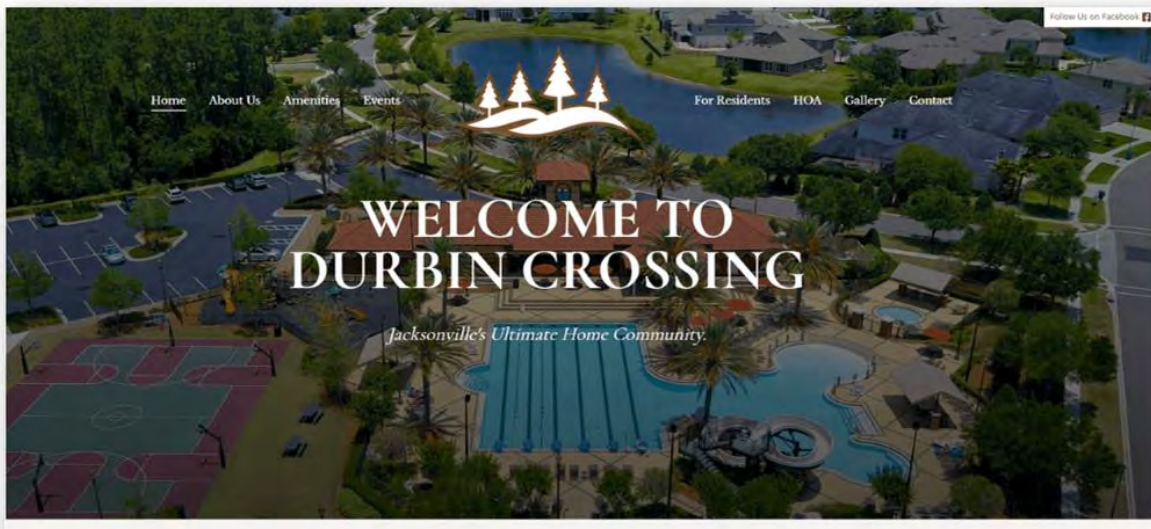 Follow Us on Facebook
Home About Us Amenities Events For Residents HOA Gallery Contact
WELCOME TO
DURBIN CROSSING
Jacksonville's Ultimate Home Community.